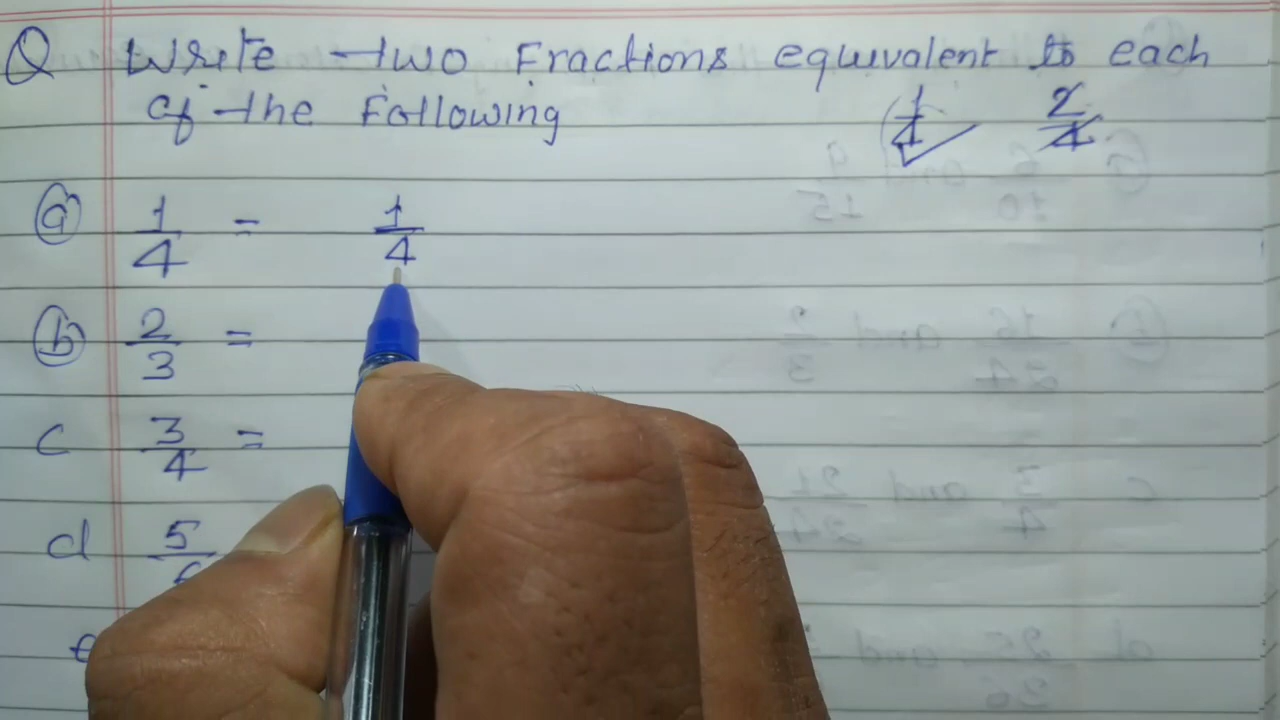 Q Write two Fractions equivalent to each
of the Following
1/4 2/4
a 1/4 = 1/4
b 2/3 =
c 3/4 =
d 5/
e